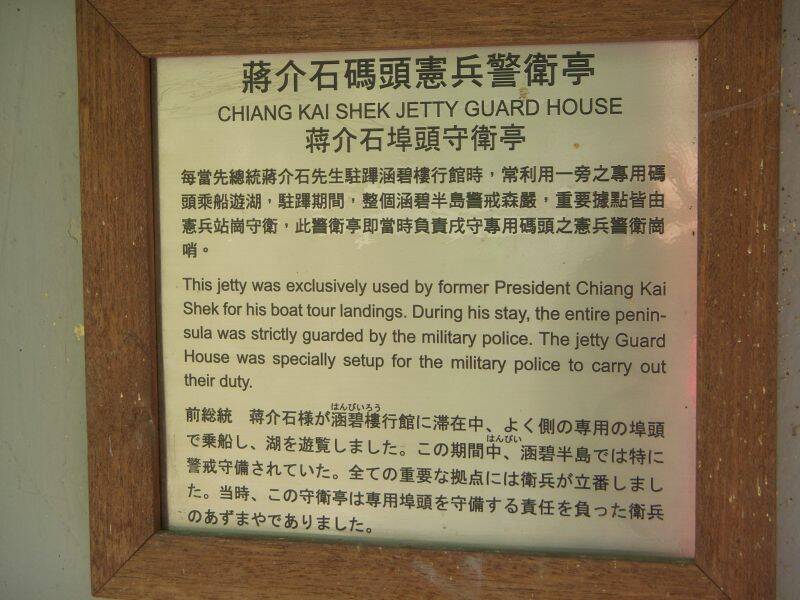 蔣介石碼頭憲兵警衛亭
CHIANG KAI SHEK JETTY GUARD HOUSE
蒋介石埠頭守衛亭
每當先總統蔣介石先生駐蹕涵碧樓行館時，常利用一旁之專用碼
頭乘船遊湖，駐蹕期間，整個涵碧半島警戒森嚴，重要據點皆由
憲兵站崗守衛，此警衛亭即當時負責戍守專用碼頭之憲兵警衛崗
哨。
This jetty was exclusively used by former President Chiang Kai
Shek for his boat tour landings. During his stay, the entire penin-
sula was strictly guarded by the military police. The jetty Guard
House was specially setup for the military police to carry out
their duty.
はんぴいろう
前総統　蒋介石様が涵碧樓行館に滞在中、よく側の専用の埠頭
はんぴい
で乗船し、湖を遊覧しました。この期間中、涵碧半島では特に
警戒守備されていた。全ての重要な拠点には衛兵が立番しまし
た。当時、この守衛亭は専用埠頭を守備する責任を負った衛兵
のあずまやでありました。